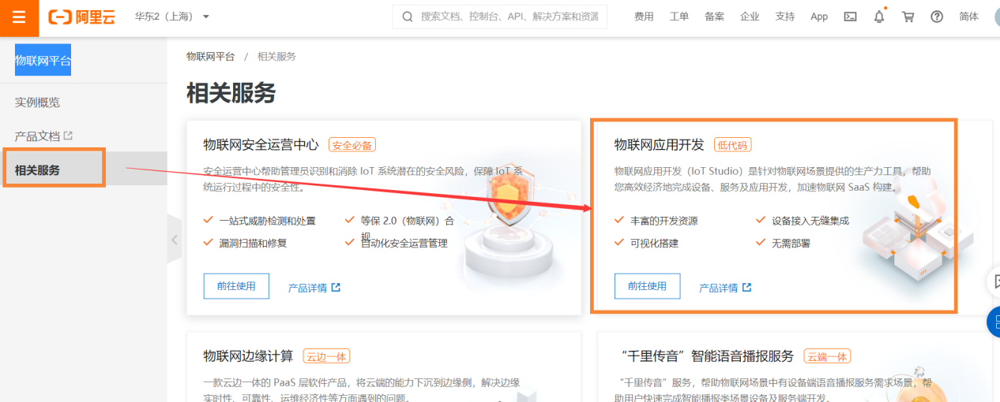 阿里云
华东2（上海）
搜索文档、控制台、API、解决方案和资源
费用
工单
备案
企业
支持
App
简体
物联网平台
实例概览
产品文档
相关服务
物联网平台 / 相关服务
相关服务
物联网安全运营中心 安全必备
安全运营中心帮助管理员识别和消除 IoT 系统潜在的安全风险，保障 IoT 系
统运行过程中的安全性。
一站式威胁检测和处置
等保 2.0（物联网）合
规
漏洞扫描和修复
自动化安全运营管理
前往使用
产品详情
物联网应用开发 低代码
物联网应用开发（IoT Studio）是针对物联网场景提供的生产力工具，帮助
您高效经济地完成设备、服务及应用开发，加速物联网 SaaS 构建。
丰富的开发资源
设备接入无缝集成
可视化搭建
无需部署
前往使用
产品详情
物联网边缘计算 云边一体
一款云边一体的 PaaS 层软件产品，将云端的能力下沉到边缘侧，解决边缘
实时性、可靠性、运维经济性等方面遇到的问题。
“千里传音”智能语音播报服务 云端一体
“千里传音”服务，帮助物联网场景中有设备端语音播报服务需求场景，帮
助用户快速完成智能播报类场景设备及服务端开发。